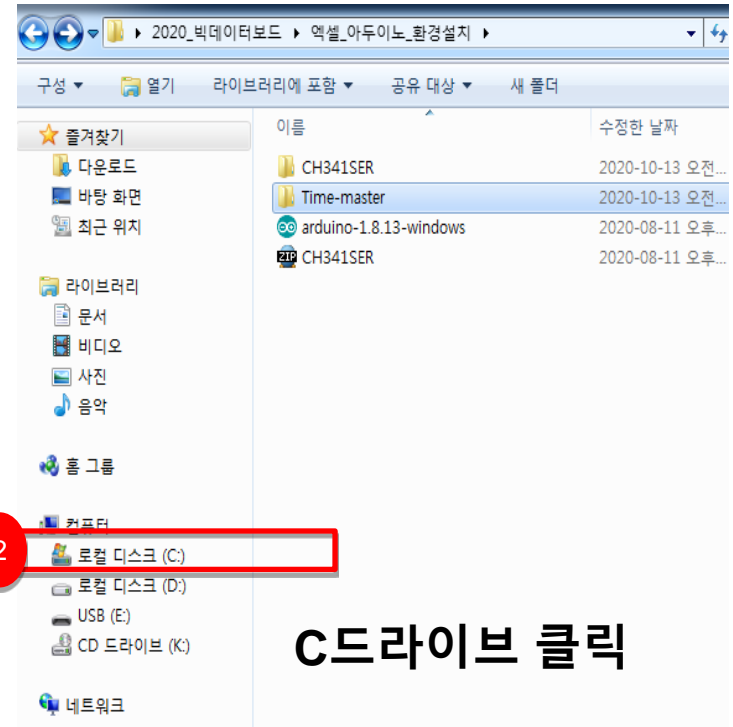 2020_빅데이터보드 ▸ 엑셀_아두이노_환경설치 ▸
구성 ▼ 열기 라이브러리에 포함 ▼ 공유 대상 ▼ 새 폴더
즐겨찾기
다운로드
바탕 화면
최근 위치
라이브러리
문서
비디오
사진
음악
홈 그룹
컴퓨터
2
로컬 디스크 (C:)
로컬 디스크 (D:)
USB (E:)
CD 드라이브 (K:)
네트워크
이름 수정한 날짜
CH341SER 2020-10-13 오전...
Time-master 2020-10-13 오전...
arduino-1.8.13-windows 2020-08-11 오후...
ZIP CH341SER 2020-08-11 오후...
C드라이브 클릭